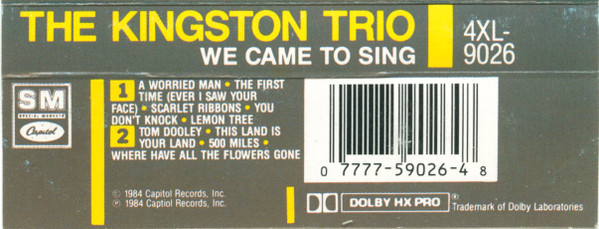 THE KINGSTON TRIO
WE CAME TO SING
4XL-
9026
SM
SPECIAL MARKETS
Capitol
1 A WORRIED MAN • THE FIRST
TIME (EVER I SAW YOUR
FACE) • SCARLET RIBBONS • YOU
DON'T KNOCK • LEMON TREE
2 TOM DOOLEY • THIS LAND IS
YOUR LAND • 500 MILES •
WHERE HAVE ALL THE FLOWERS GONE
© 1984 Capitol Records, Inc.
℗ 1984 Capitol Records, Inc.
0 7777-59026-4 8
DOLBY HX PRO ®
Trademark of Dolby Laboratories